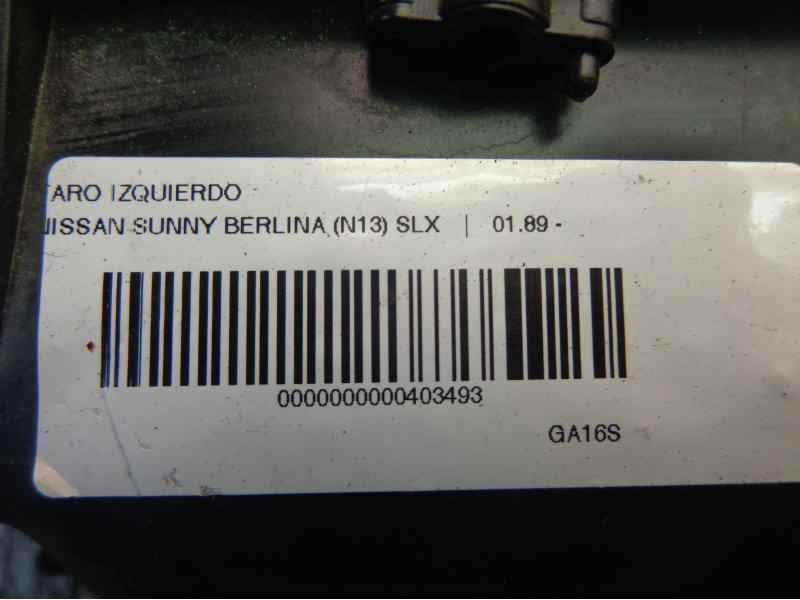 FARO IZQUIERDO
NISSAN SUNNY BERLINA (N13) SLX | 01.89 -
0000000000403493
GA16S